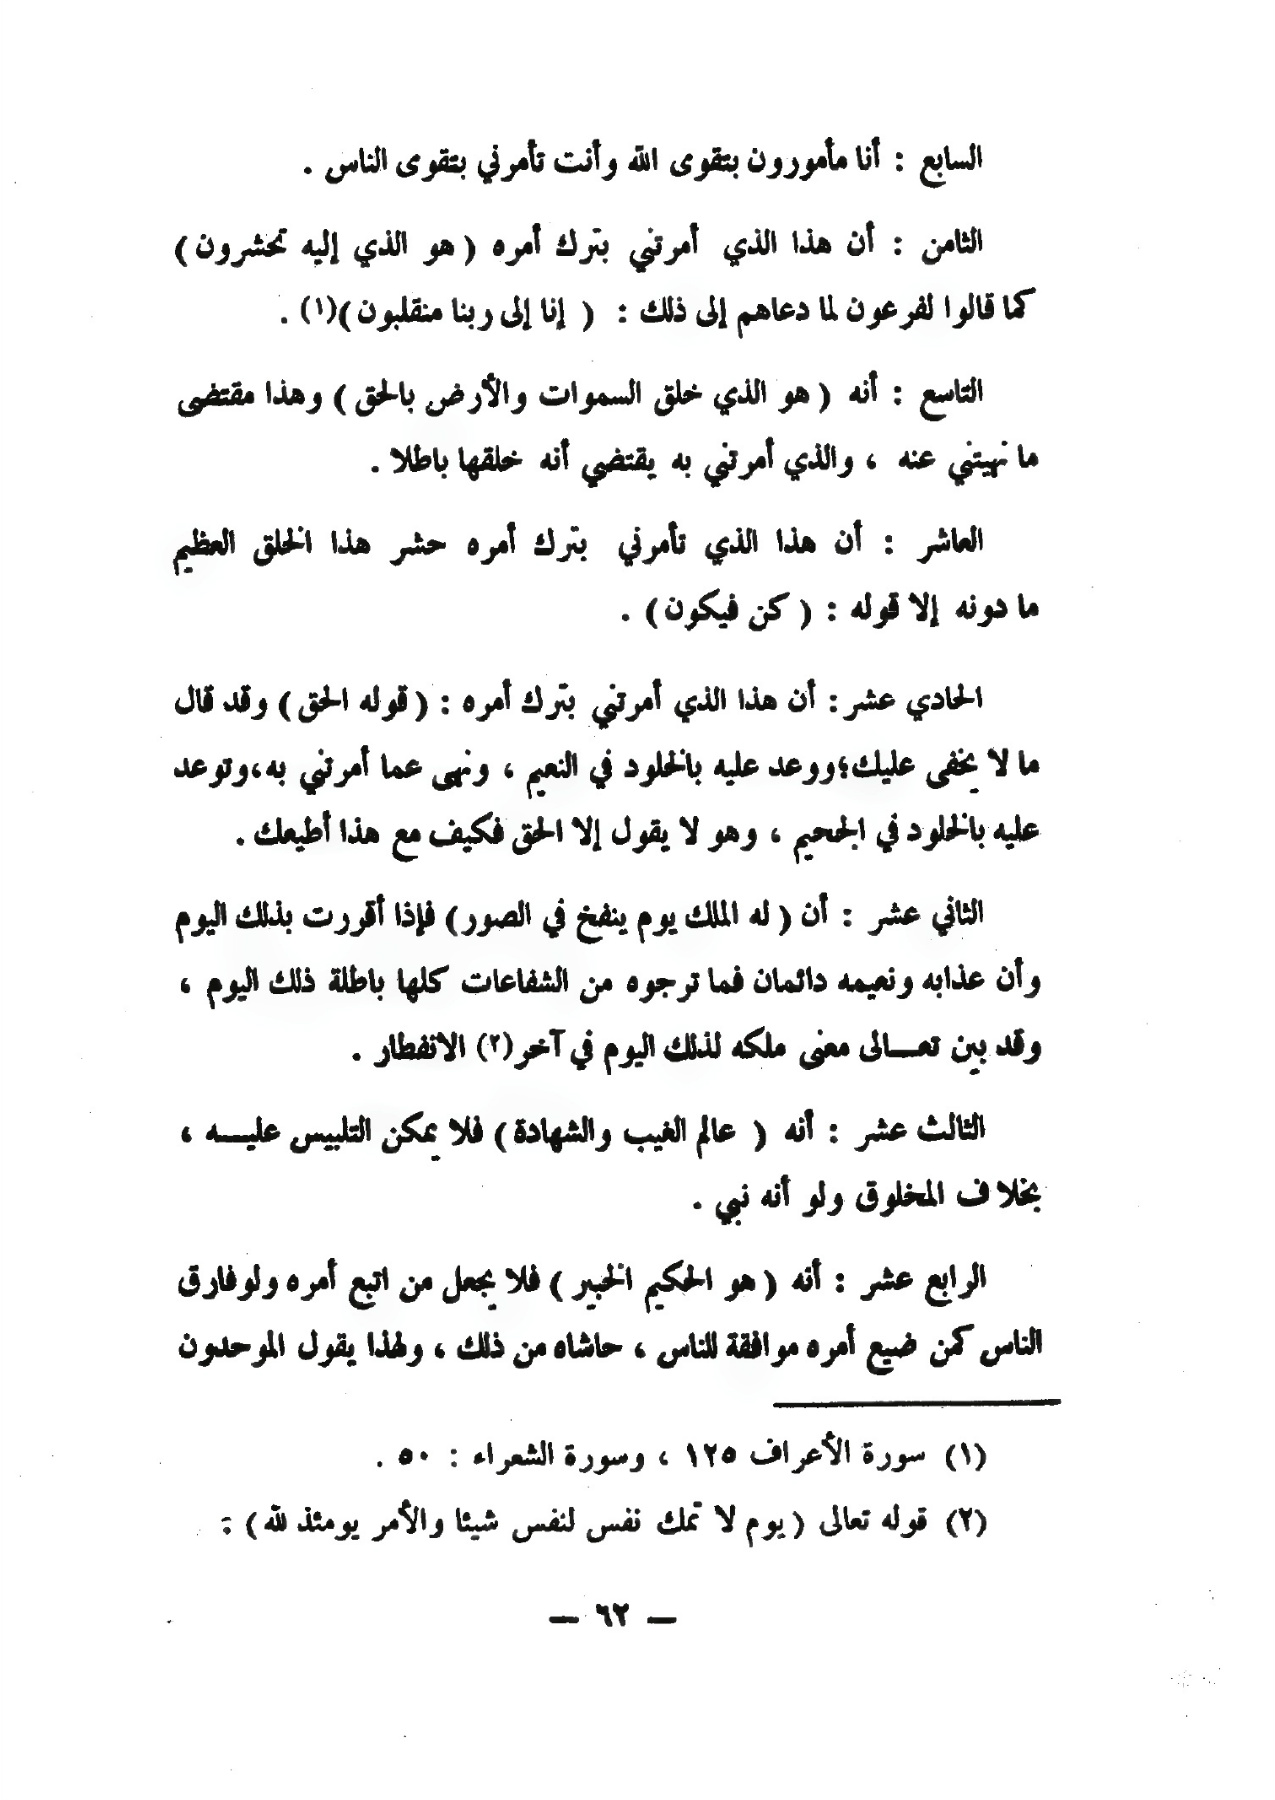 السابع : أنا مأمورون بتقوى الله وأنت تأمرني بتقوى الناس .
الثامن : أن هذا الذي أمرتني بترك أمره ( هو الذي إليه تحشرون )
كما قالوا لفرعون لما دعاهم إلى ذلك : ( إنا إلى ربنا منقلبون )(١) .
التاسع : أنه ( هو الذي خلق السموات والأرض بالحق ) وهذا مقتضى
ما نهيتني عنه ، والذي أمرتني به يقتضي أنه خلقها باطلا .
العاشر : أن هذا الذي تأمرني بترك أمره حشر هذا الخلق العظيم
ما دونه إلا قوله : ( كن فيكون ) .
الحادي عشر : أن هذا الذي أمرتني بترك أمره : ( قوله الحق ) وقد قال
ما لا يخفى عليك؛ووعد عليه بالخلود في النعيم ، ونهى عما أمرتني به،وتوعد
عليه بالخلود في الجحيم ، وهو لا يقول إلا الحق فكيف مع هذا أطيعك .
الثاني عشر : أن ( له الملك يوم ينفخ في الصور ) فإذا أقررت بذلك اليوم
وأن عذابه ونعيمه دائمان فما ترجوه من الشفاعات كلها باطلة ذلك اليوم ،
وقد بين تعـالى معنى ملكه لذلك اليوم في آخر(٢) الانفطار .
الثالث عشر : أنه ( عالم الغيب والشهادة ) فلا يمكن التلبيس عليـه ،
بخلاف المخلوق ولو أنه نبي .
الرابع عشر : أنه ( هو الحكيم الخبير ) فلا يجعل من اتبع أمره ولو فارق
الناس كمن ضيع أمره موافقة للناس ، حاشاه من ذلك ، ولهذا يقول الموحدون
(١) سورة الأعراف ١٢٥ ، وسورة الشعراء : ٥٠ .
(٢) قوله تعالى ( يوم لا تملك نفس لنفس شيئا والأمر يومئذ لله ) :
— ٦٢ —